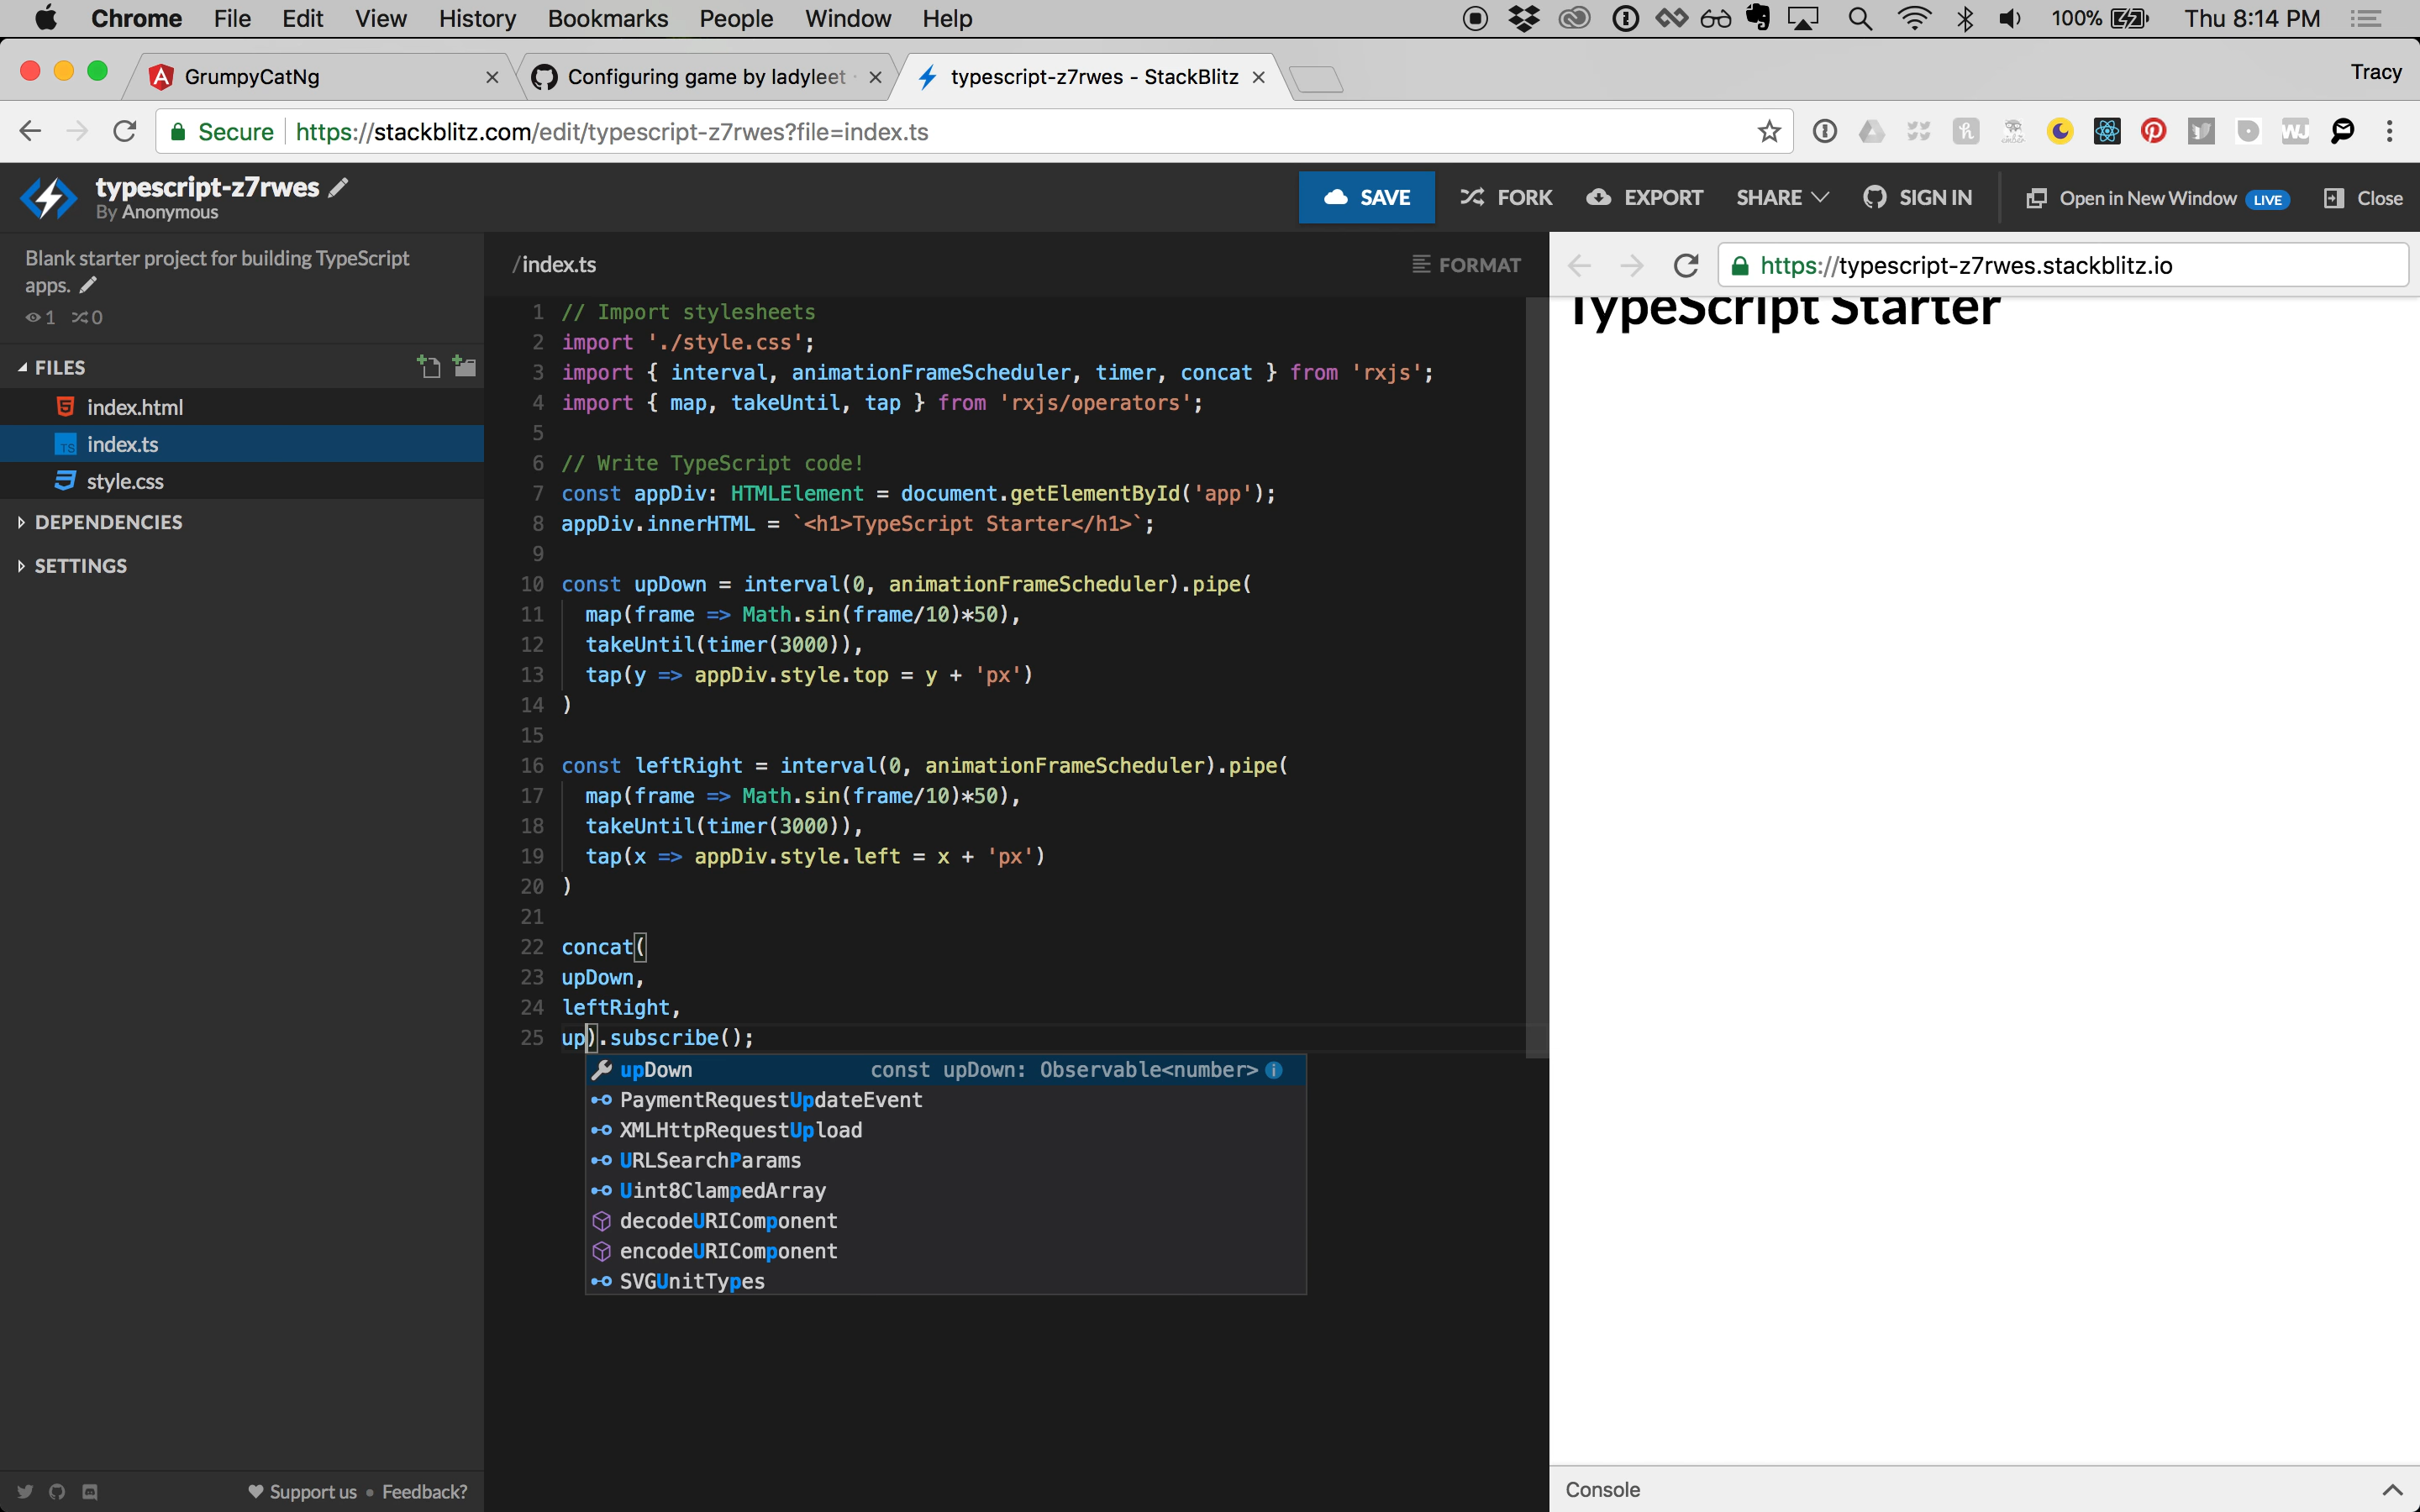 Chrome File Edit View History Bookmarks People Window Help 100% Thu 8:14 PM
GrumpyCatNg
Configuring game by ladyleet
typescript-z7rwes - StackBlitz
Tracy
Secure https://stackblitz.com/edit/typescript-z7rwes?file=index.ts
typescript-z7rwes
By Anonymous
SAVE FORK EXPORT SHARE SIGN IN Open in New Window LIVE Close
Blank starter project for building TypeScript
apps.
1 0
FILES
index.html
index.ts
style.css
DEPENDENCIES
SETTINGS
/index.ts FORMAT
1 // Import stylesheets
2 import './style.css';
3 import { interval, animationFrameScheduler, timer, concat } from 'rxjs';
4 import { map, takeUntil, tap } from 'rxjs/operators';
5
6 // Write TypeScript code!
7 const appDiv: HTMLElement = document.getElementById('app');
8 appDiv.innerHTML = `<h1>TypeScript Starter</h1>`;
9
10 const upDown = interval(0, animationFrameScheduler).pipe(
11 map(frame => Math.sin(frame/10)*50),
12 takeUntil(timer(3000)),
13 tap(y => appDiv.style.top = y + 'px')
14 )
15
16 const leftRight = interval(0, animationFrameScheduler).pipe(
17 map(frame => Math.sin(frame/10)*50),
18 takeUntil(timer(3000)),
19 tap(x => appDiv.style.left = x + 'px')
20 )
21
22 concat(
23 upDown,
24 leftRight,
25 up).subscribe();
upDown const upDown: Observable<number>
PaymentRequestUpdateEvent
XMLHttpRequestUpload
URLSearchParams
Uint8ClampedArray
decodeURIComponent
encodeURIComponent
SVGUnitTypes
https://typescript-z7rwes.stackblitz.io
TypeScript Starter
Support us • Feedback?
Console